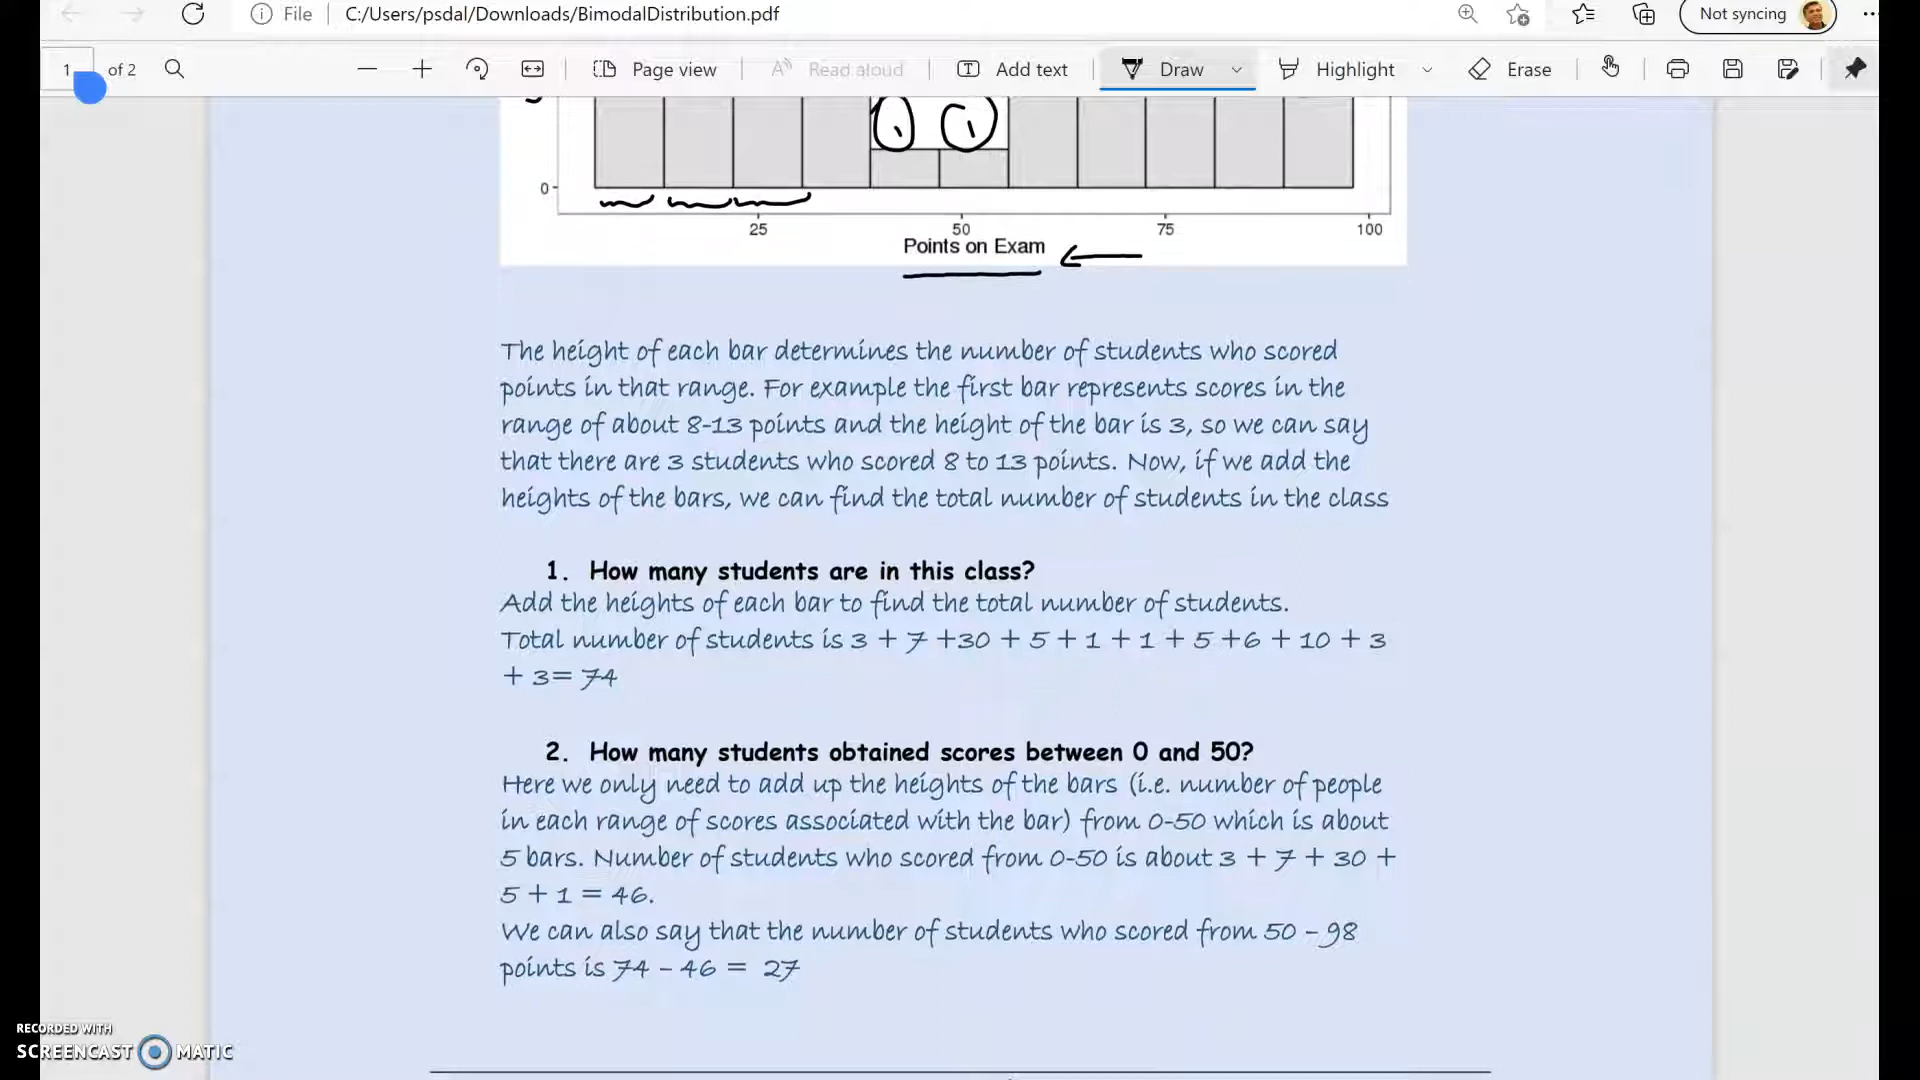 File C:/Users/psdal/Downloads/BimodalDistribution.pdf Not syncing
1 of 2 Page view Read aloud Add text Draw Highlight Erase
0
25 50 75 100
Points on Exam
The height of each bar determines the number of students who scored
points in that range. For example the first bar represents scores in the
range of about 8-13 points and the height of the bar is 3, so we can say
that there are 3 students who scored 8 to 13 points. Now, if we add the
heights of the bars, we can find the total number of students in the class
1. How many students are in this class?
Add the heights of each bar to find the total number of students.
Total number of students is 3 + 7 +30 + 5 + 1 + 1 + 5 +6 + 10 + 3
+ 3= 74
2. How many students obtained scores between 0 and 50?
Here we only need to add up the heights of the bars (i.e. number of people
in each range of scores associated with the bar) from 0-50 which is about
5 bars. Number of students who scored from 0-50 is about 3 + 7 + 30 +
5 + 1 = 46.
We can also say that the number of students who scored from 50 – 98
points is 74 – 46 = 27
RECORDED WITH
SCREENCAST MATIC